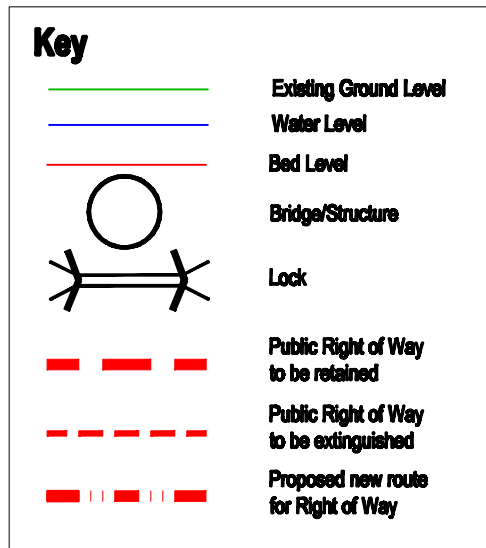 Key
Existing Ground Level
Water Level
Bed Level
Bridge/Structure
Lock
Public Right of Way
to be retained
Public Right of Way
to be extinguished
Proposed new route
for Right of Way